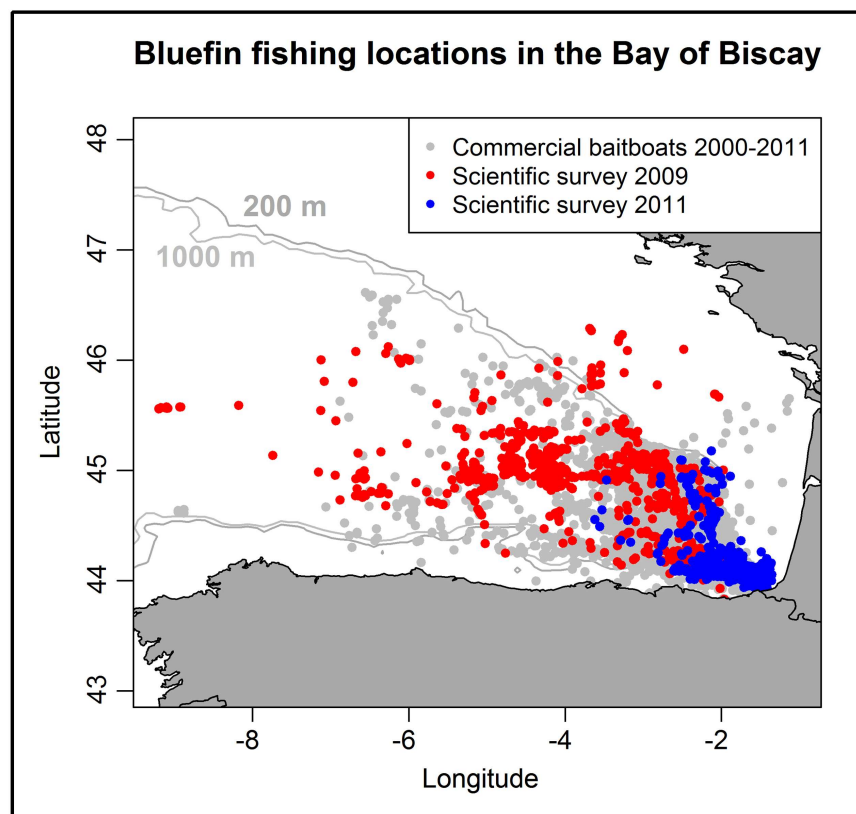 Bluefin fishing locations in the Bay of Biscay
Commercial baitboats 2000-2011
Scientific survey 2009
Scientific survey 2011
200 m
1000 m
48
47
46
45
44
43
Latitude
-8
-6
-4
-2
Longitude